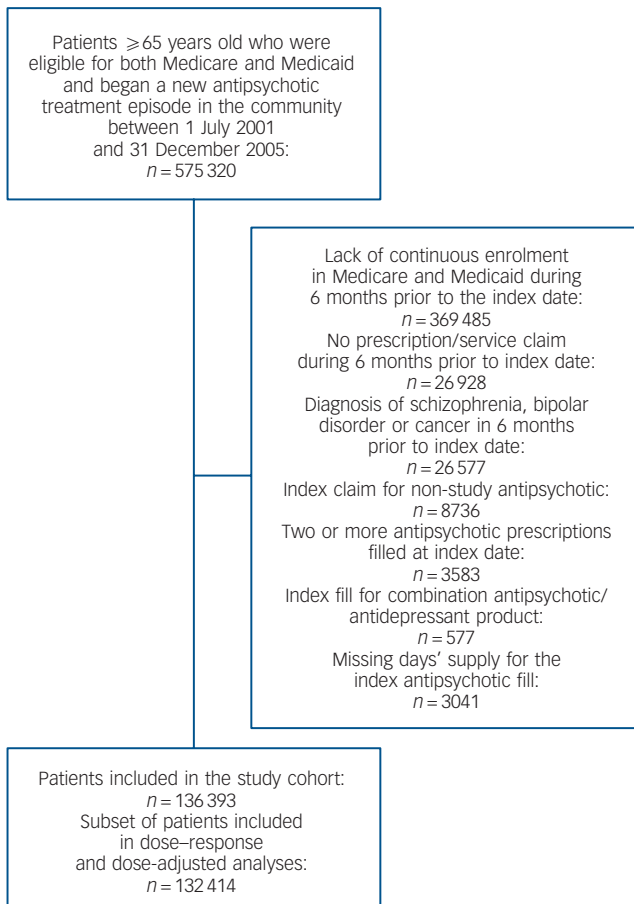 Patients ⩾65 years old who were
eligible for both Medicare and Medicaid
and began a new antipsychotic
treatment episode in the community
between 1 July 2001
and 31 December 2005:
n = 575 320
Lack of continuous enrolment
in Medicare and Medicaid during
6 months prior to the index date:
n = 369 485
No prescription/service claim
during 6 months prior to index date:
n = 26 928
Diagnosis of schizophrenia, bipolar
disorder or cancer in 6 months
prior to index date:
n = 26 577
Index claim for non-study antipsychotic:
n = 8736
Two or more antipsychotic prescriptions
filled at index date:
n = 3583
Index fill for combination antipsychotic/
antidepressant product:
n = 577
Missing days’ supply for the
index antipsychotic fill:
n = 3041
Patients included in the study cohort:
n = 136 393
Subset of patients included
in dose–response
and dose-adjusted analyses:
n = 132 414